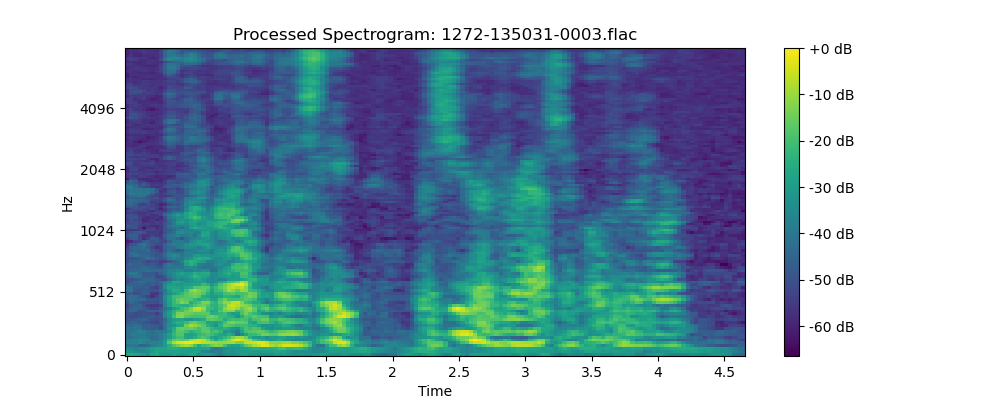 Processed Spectrogram: 1272-135031-0003.flac
+0 dB
-10 dB
-20 dB
-30 dB
-40 dB
-50 dB
-60 dB
4096
2048
1024
512
0
Hz
0 0.5 1 1.5 2 2.5 3 3.5 4 4.5
Time